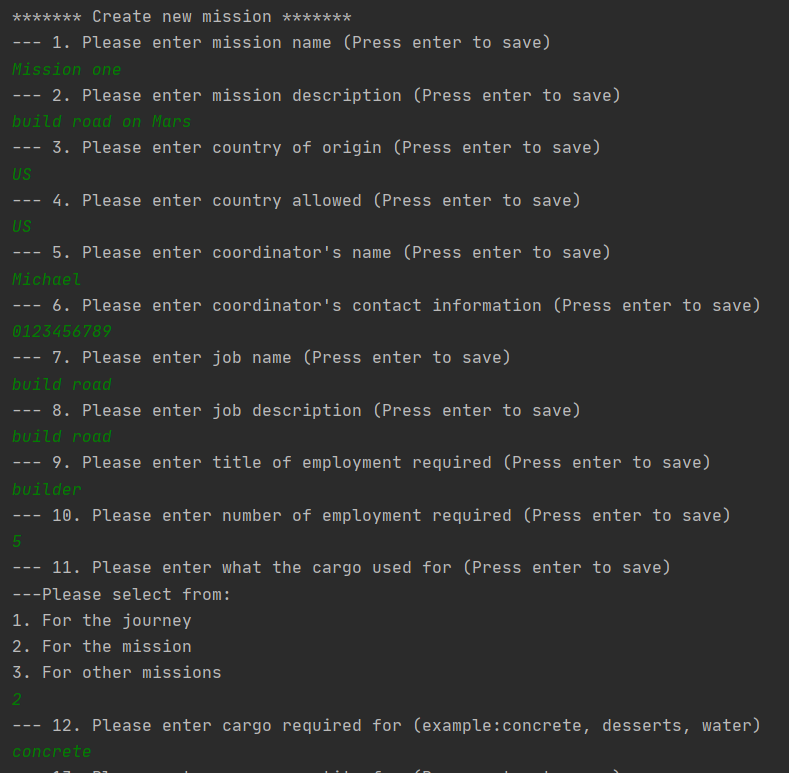 ******* Create new mission *******
--- 1. Please enter mission name (Press enter to save)
Mission one
--- 2. Please enter mission description (Press enter to save)
build road on Mars
--- 3. Please enter country of origin (Press enter to save)
US
--- 4. Please enter country allowed (Press enter to save)
US
--- 5. Please enter coordinator's name (Press enter to save)
Michael
--- 6. Please enter coordinator's contact information (Press enter to save)
0123456789
--- 7. Please enter job name (Press enter to save)
build road
--- 8. Please enter job description (Press enter to save)
build road
--- 9. Please enter title of employment required (Press enter to save)
builder
--- 10. Please enter number of employment required (Press enter to save)
5
--- 11. Please enter what the cargo used for (Press enter to save)
---Please select from:
1. For the journey
2. For the mission
3. For other missions
2
--- 12. Please enter cargo required for (example:concrete, desserts, water)
concrete